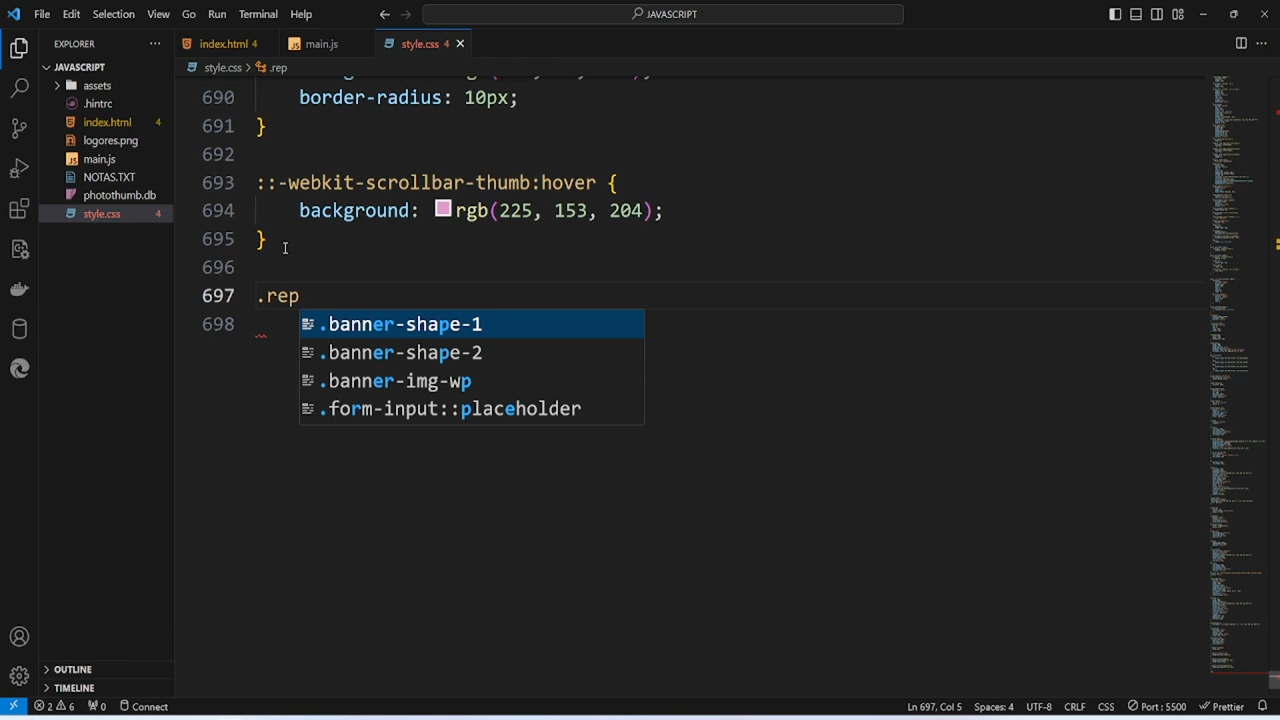 File Edit Selection View Go Run Terminal Help
JAVASCRIPT
EXPLORER
index.html 4
main.js
style.css 4
JAVASCRIPT
style.css
.rep
assets
.hintrc
index.html 4
logores.png
main.js
NOTAS.TXT
photothumb.db
style.css 4
690 border-radius: 10px;
691 }
692
693 ::-webkit-scrollbar-thumb:hover {
694 background: rgb(225, 153, 204);
695 }
696
697 .rep
698
.banner-shape-1
.banner-shape-2
.banner-img-wp
.form-input::placeholder
OUTLINE
TIMELINE
2 6 0 Connect
Ln 697, Col 5 Spaces: 4 UTF-8 CRLF CSS Port : 5500 Prettier